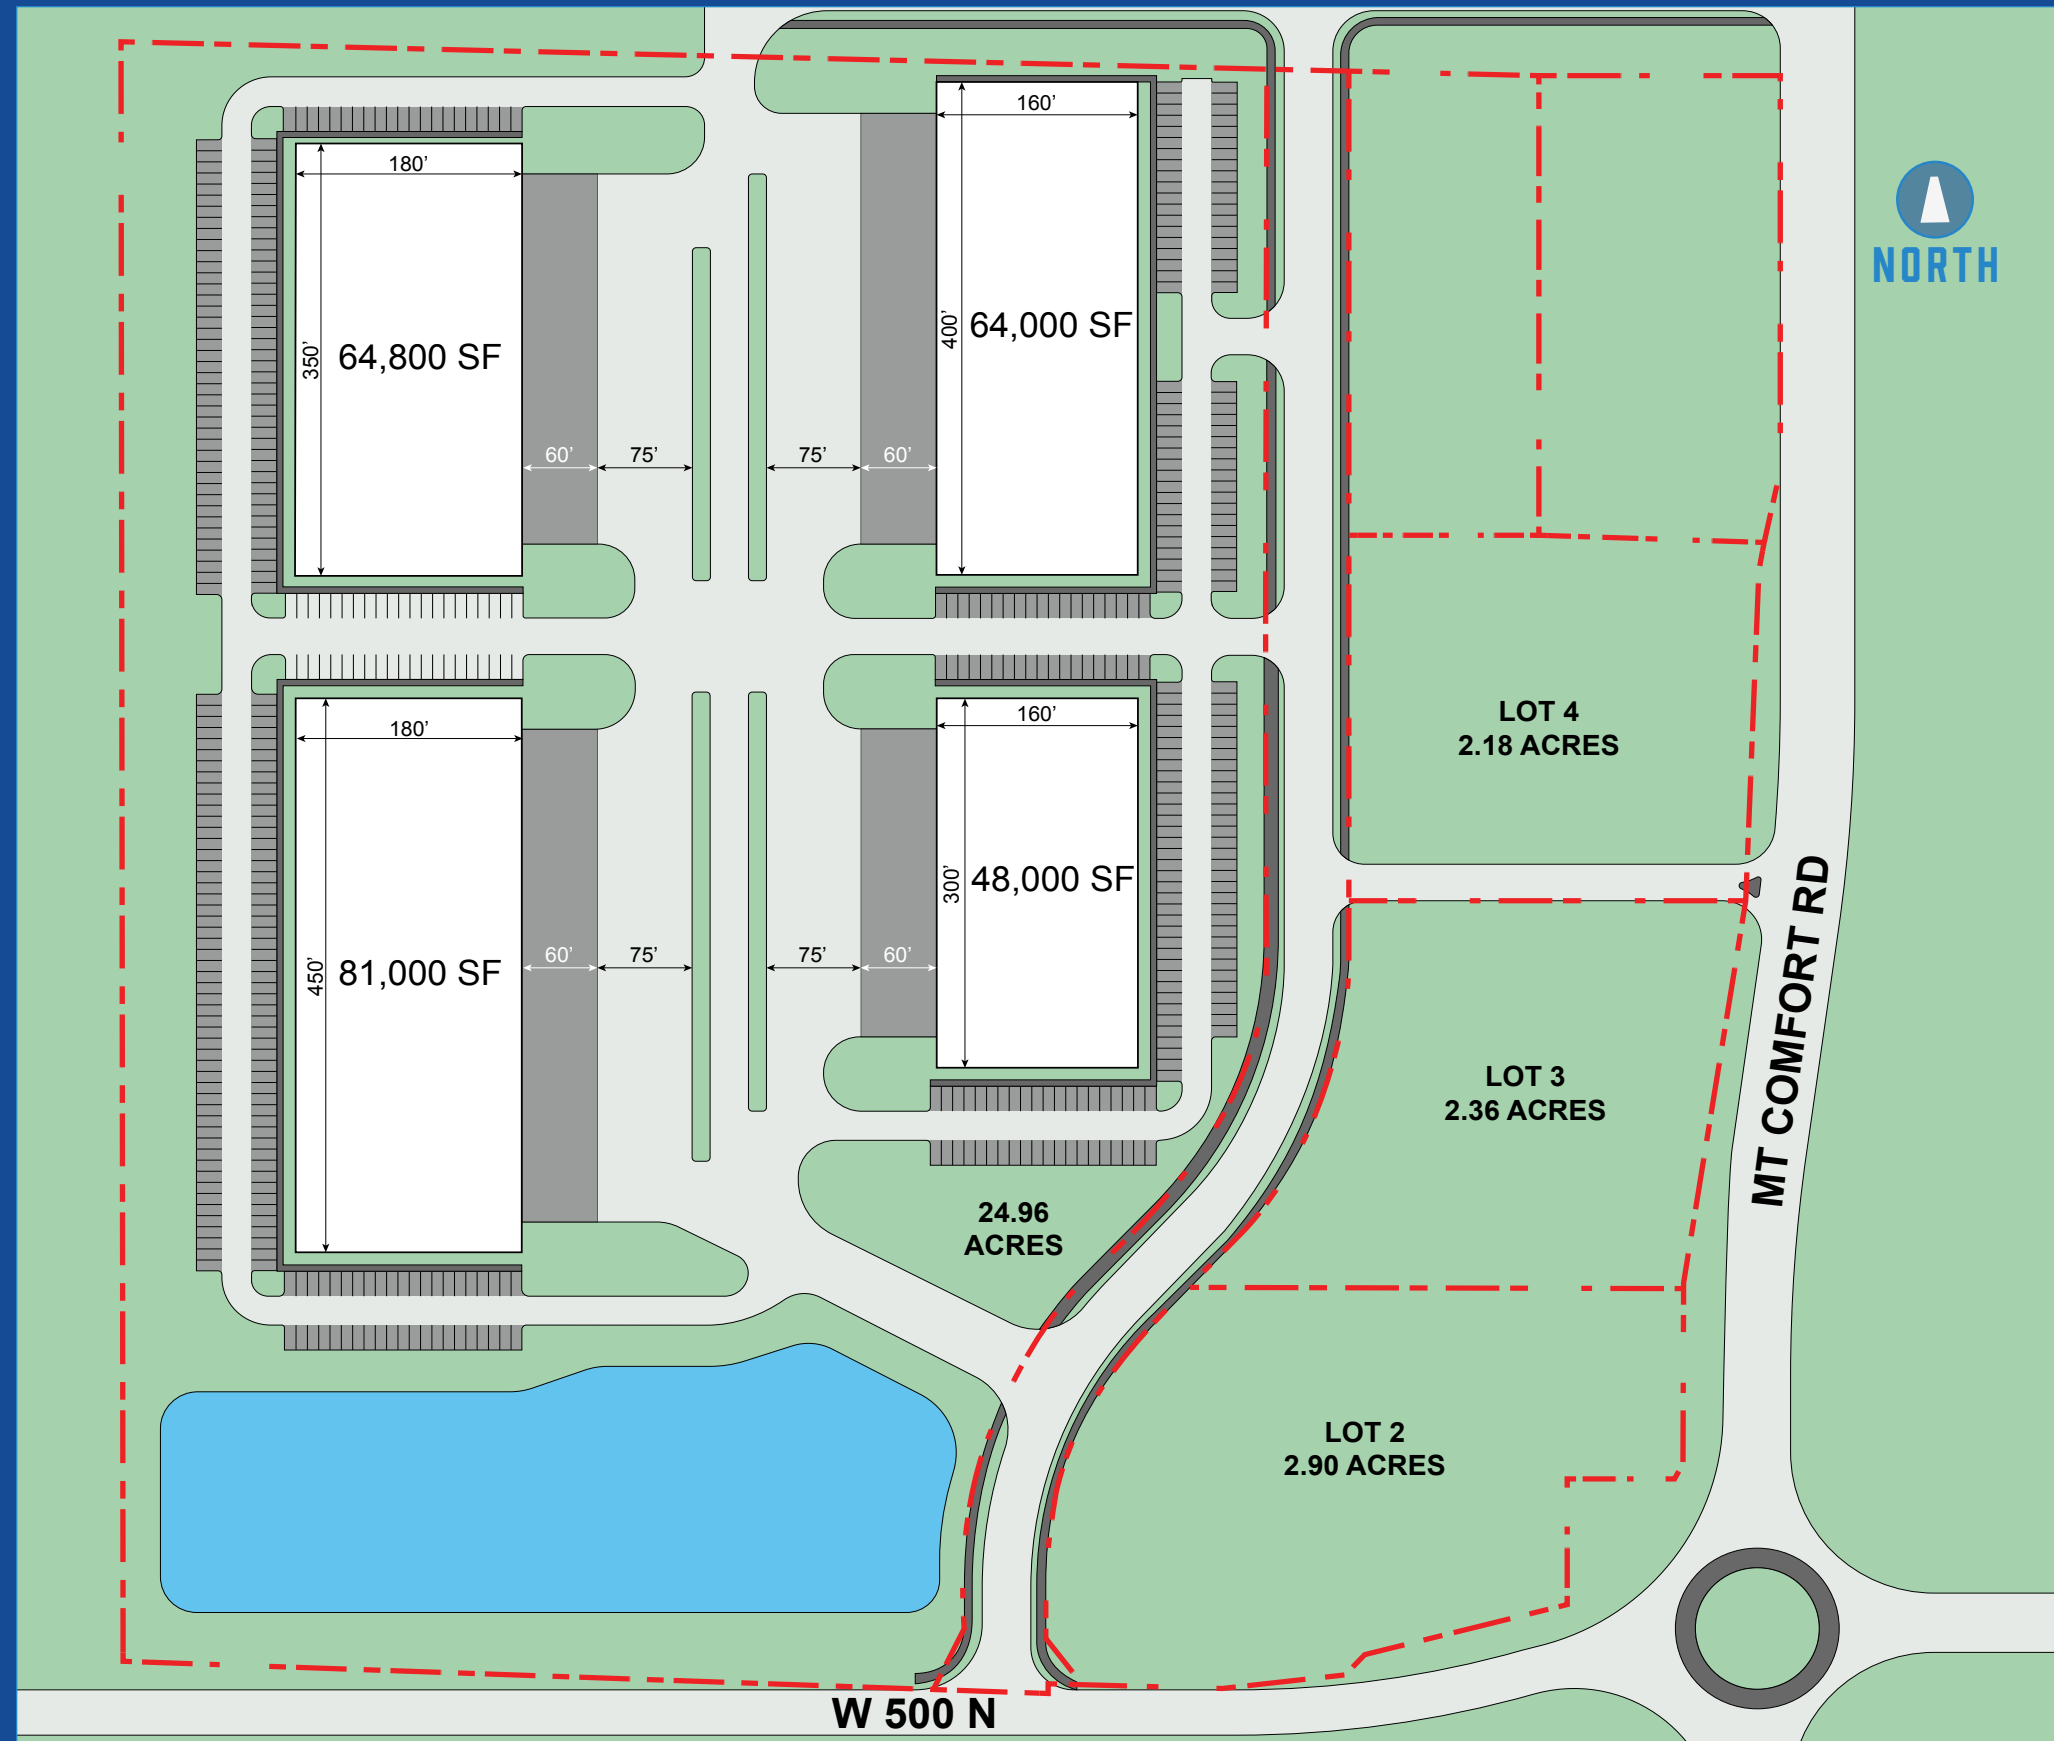 160’
180’
NORTH
400’
64,000 SF
350’
64,800 SF
60’
75’
75’
60’
LOT 4
2.18 ACRES
160’
180’
MT COMFORT RD
300’
48,000 SF
60’
75’
75’
60’
450’
81,000 SF
LOT 3
2.36 ACRES
24.96
ACRES
LOT 2
2.90 ACRES
W 500 N